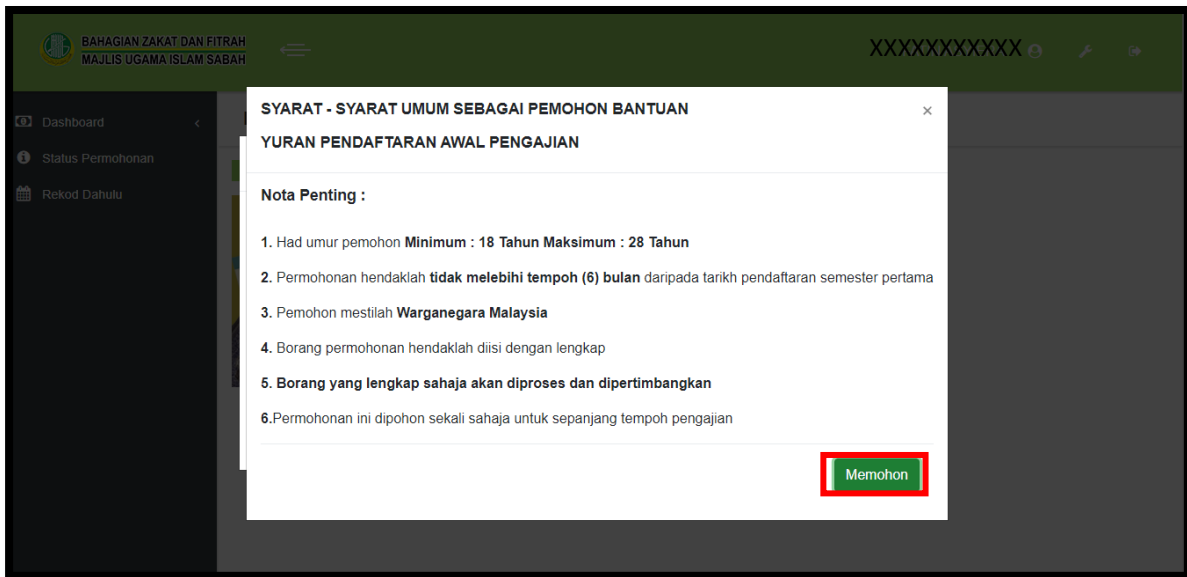 BAHAGIAN ZAKAT DAN FITRAH
MAJLIS UGAMA ISLAM SABAH
XXXXXXXXXXX
Dashboard
Status Permohonan
Rekod Dahulu
SYARAT - SYARAT UMUM SEBAGAI PEMOHON BANTUAN
YURAN PENDAFTARAN AWAL PENGAJIAN
×
Nota Penting :
1. Had umur pemohon Minimum : 18 Tahun Maksimum : 28 Tahun
2. Permohonan hendaklah tidak melebihi tempoh (6) bulan daripada tarikh pendaftaran semester pertama
3. Pemohon mestilah Warganegara Malaysia
4. Borang permohonan hendaklah diisi dengan lengkap
5. Borang yang lengkap sahaja akan diproses dan dipertimbangkan
6.Permohonan ini dipohon sekali sahaja untuk sepanjang tempoh pengajian
Memohon